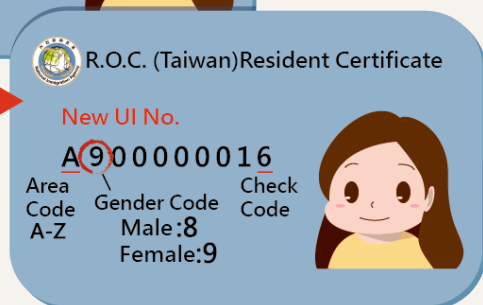 R.O.C. (Taiwan)Resident Certificate
New UI No.
A900000016
Area
Code
A-Z
Gender Code
Male:8
Female:9
Check
Code